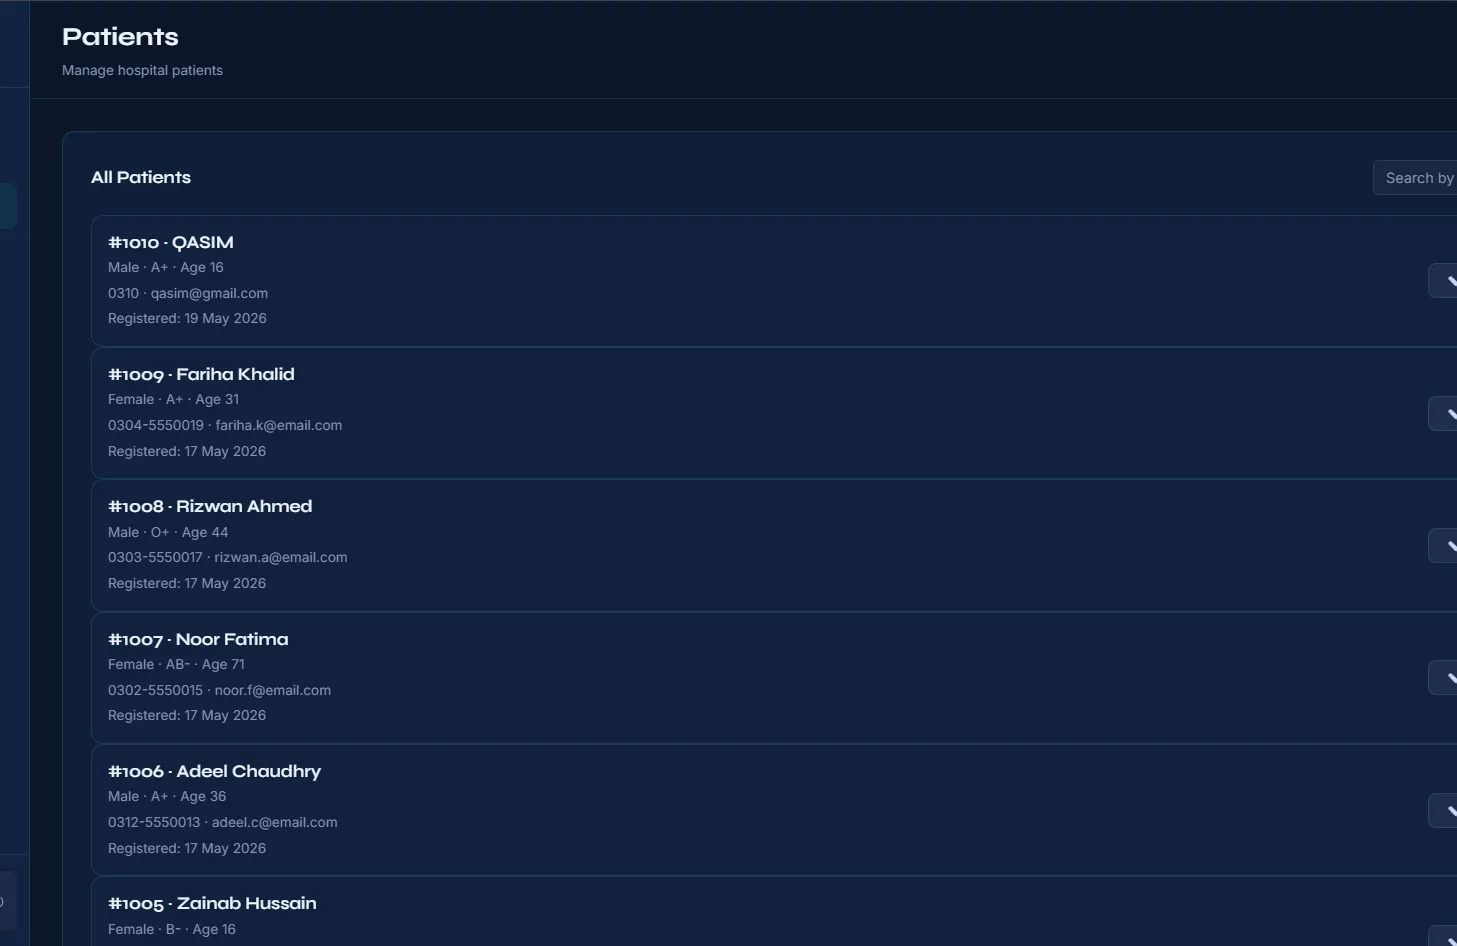 Patients
Manage hospital patients
All Patients
Search by
#1010 · QASIM
Male · A+ · Age 16
0310 · qasim@gmail.com
Registered: 19 May 2026
#1009 · Fariha Khalid
Female · A+ · Age 31
0304-5550019 · fariha.k@email.com
Registered: 17 May 2026
#1008 · Rizwan Ahmed
Male · O+ · Age 44
0303-5550017 · rizwan.a@email.com
Registered: 17 May 2026
#1007 · Noor Fatima
Female · AB- · Age 71
0302-5550015 · noor.f@email.com
Registered: 17 May 2026
#1006 · Adeel Chaudhry
Male · A+ · Age 36
0312-5550013 · adeel.c@email.com
Registered: 17 May 2026
#1005 · Zainab Hussain
Female · B- · Age 16